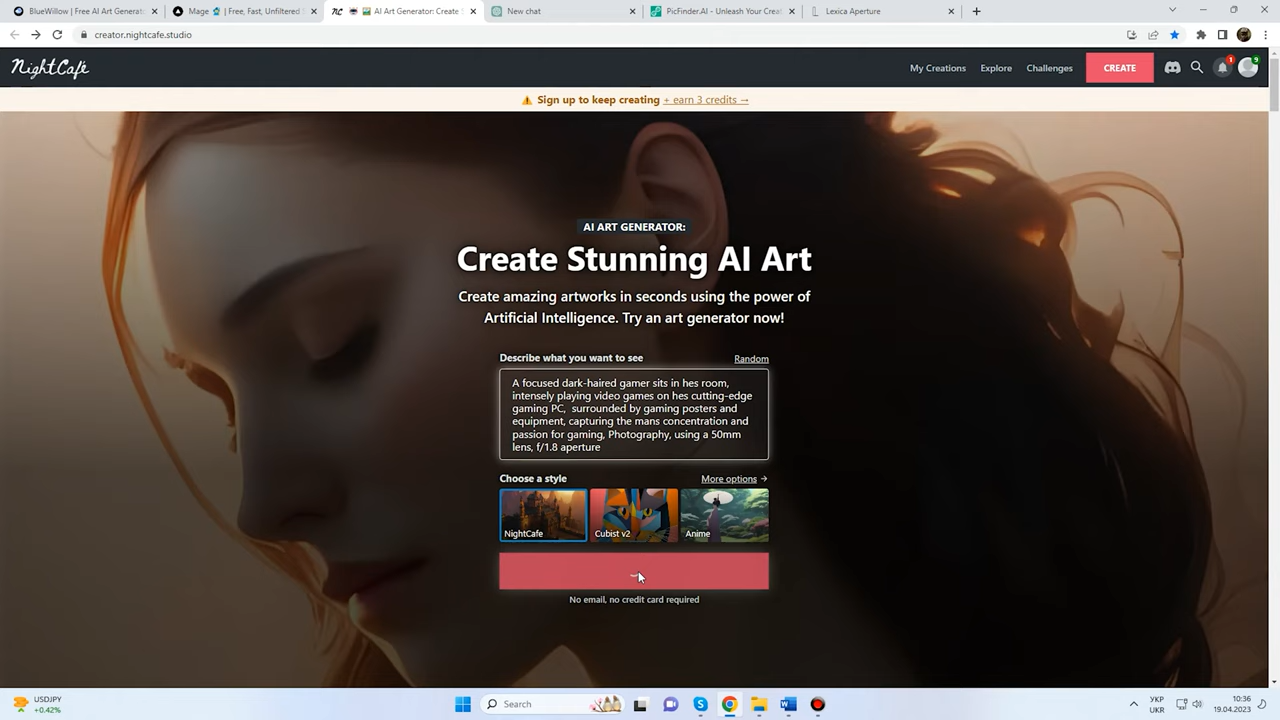 BlueWillow | Free AI Art Generato
Mage 🧙 | Free, Fast, Unfiltered S
AI Art Generator: Create S
New chat
PicFinder.AI - Unleash Your Creat
Lexica Aperture
creator.nightcafe.studio
NightCafe
My Creations
Explore
Challenges
CREATE
1
9
⚠ Sign up to keep creating + earn 3 credits →
AI ART GENERATOR:
Create Stunning AI Art
Create amazing artworks in seconds using the power of
Artificial Intelligence. Try an art generator now!
Describe what you want to see
Random
A focused dark-haired gamer sits in hes room,
intensely playing video games on hes cutting-edge
gaming PC, surrounded by gaming posters and
equipment, capturing the mans concentration and
passion for gaming, Photography, using a 50mm
lens, f/1.8 aperture
Choose a style
More options →
NightCafe
Cubist v2
Anime
No email, no credit card required
USDJPY
+0.42%
Search
УКР
UKR
10:36
19.04.2023